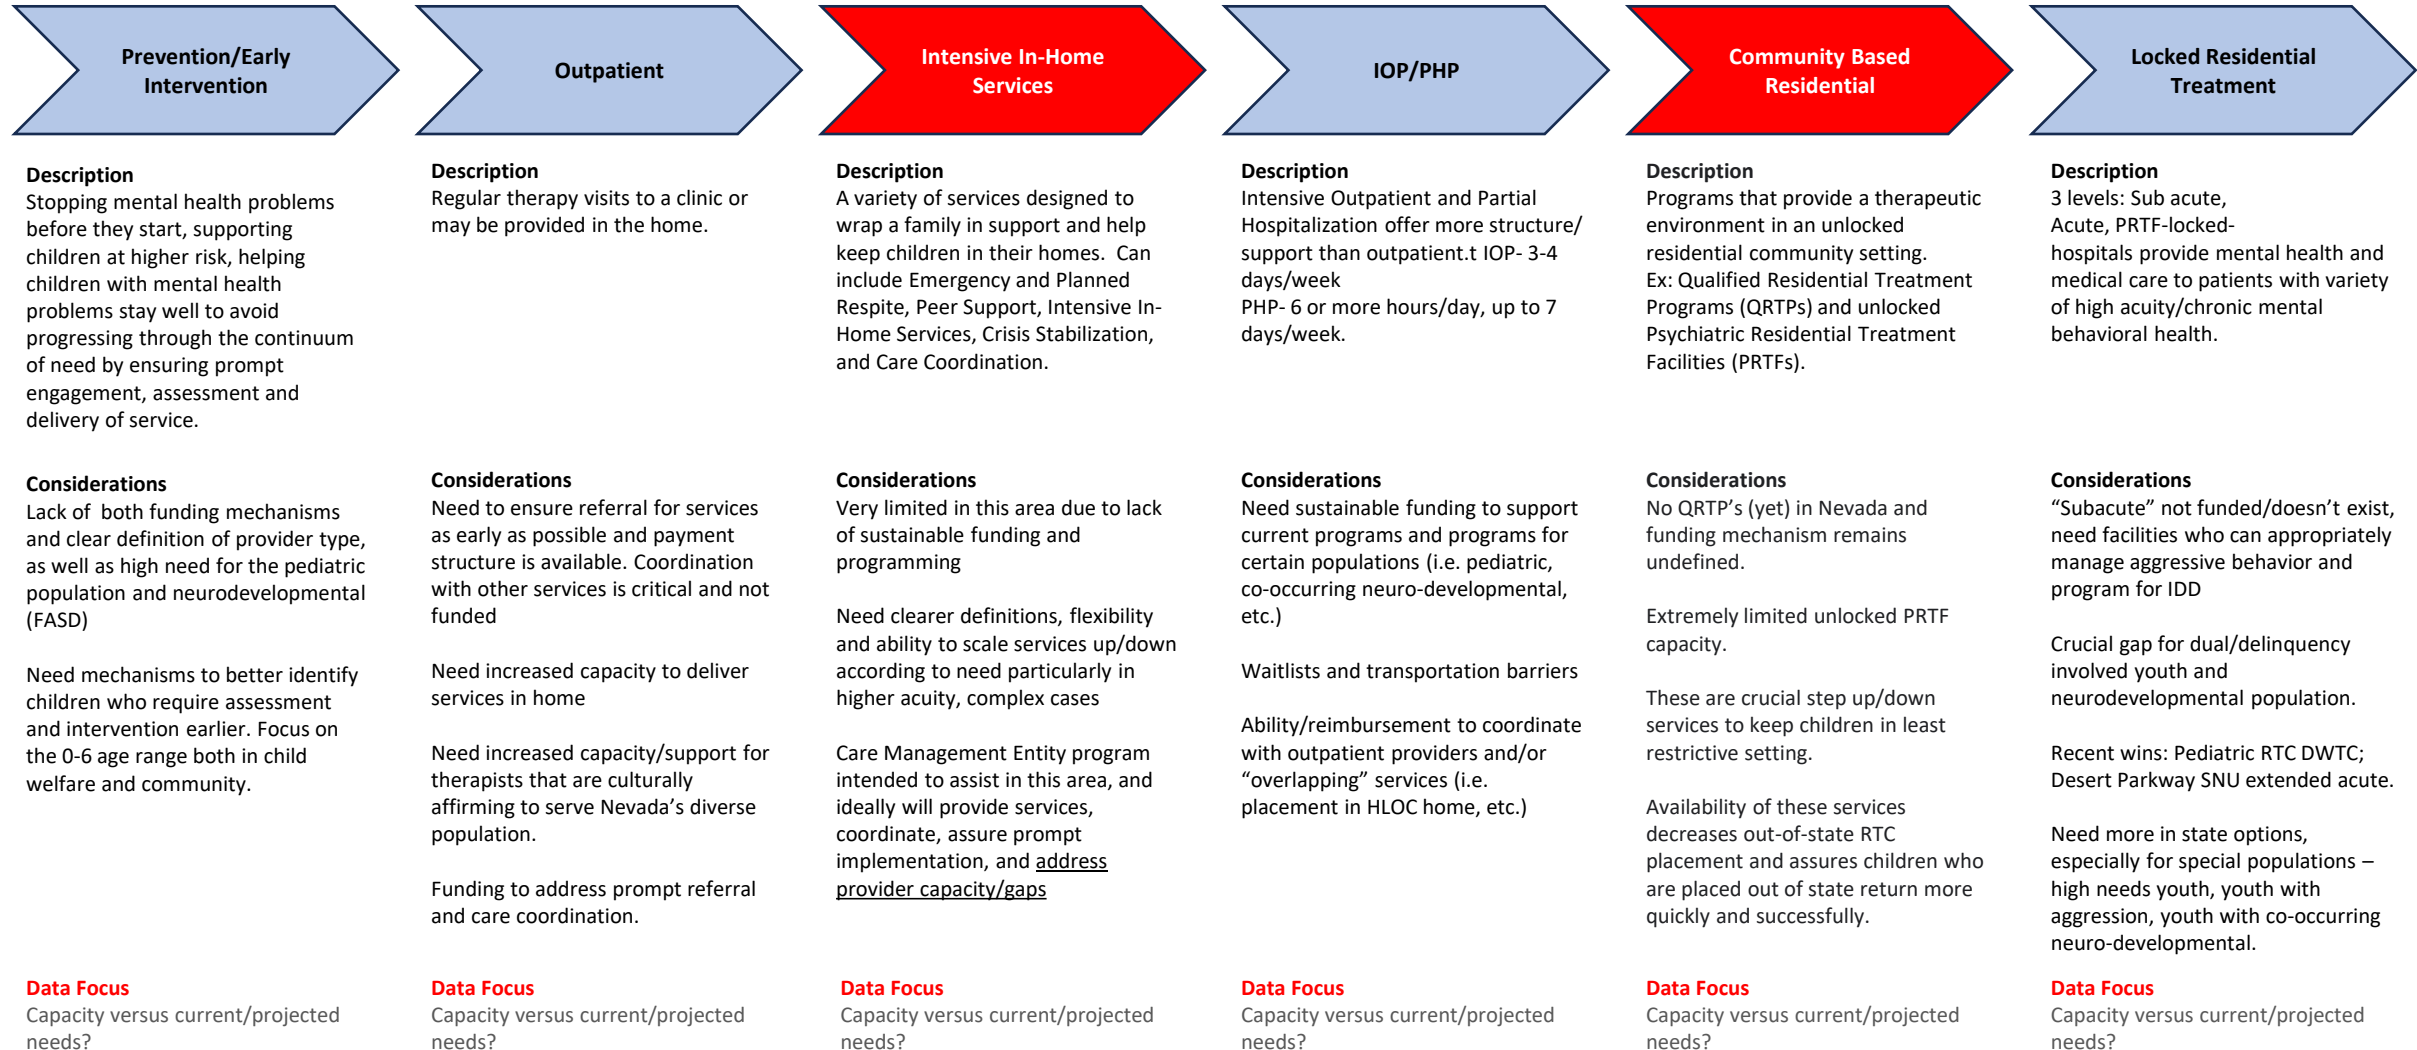 Prevention/Early
Intervention
Description
Stopping mental health problems
before they start, supporting
children at higher risk, helping
children with mental health
problems stay well to avoid
progressing through the continuum
of need by ensuring prompt
engagement, assessment and
delivery of service.
Considerations
Lack of  both funding mechanisms
and clear definition of provider type,
as well as high need for the pediatric
population and neurodevelopmental
(FASD)
Need mechanisms to better identify
children who require assessment
and intervention earlier. Focus on
the 0-6 age range both in child
welfare and community.
Data Focus
Capacity versus current/projected
needs?
Outpatient
Description
Regular therapy visits to a clinic or
may be provided in the home.
Considerations
Need to ensure referral for services
as early as possible and payment
structure is available. Coordination
with other services is critical and not
funded
Need increased capacity to deliver
services in home
Need increased capacity/support for
therapists that are culturally
affirming to serve Nevada’s diverse
population.
Funding to address prompt referral
and care coordination.
Data Focus
Capacity versus current/projected
needs?
Intensive In-Home
Services
Description
A variety of services designed to
wrap a family in support and help
keep children in their homes.  Can
include Emergency and Planned
Respite, Peer Support, Intensive In-
Home Services, Crisis Stabilization,
and Care Coordination.
Considerations
Very limited in this area due to lack
of sustainable funding and
programming
Need clearer definitions, flexibility
and ability to scale services up/down
according to need particularly in
higher acuity, complex cases
Care Management Entity program
intended to assist in this area, and
ideally will provide services,
coordinate, assure prompt
implementation, and address
provider capacity/gaps
Data Focus
Capacity versus current/projected
needs?
IOP/PHP
Description
Intensive Outpatient and Partial
Hospitalization offer more structure/
support than outpatient.t IOP- 3-4
days/week
PHP- 6 or more hours/day, up to 7
days/week.
Considerations
Need sustainable funding to support
current programs and programs for
certain populations (i.e. pediatric,
co-occurring neuro-developmental,
etc.)
Waitlists and transportation barriers
Ability/reimbursement to coordinate
with outpatient providers and/or
“overlapping” services (i.e.
placement in HLOC home, etc.)
Data Focus
Capacity versus current/projected
needs?
Community Based
Residential
Description
Programs that provide a therapeutic
environment in an unlocked
residential community setting.
Ex: Qualified Residential Treatment
Programs (QRTPs) and unlocked
Psychiatric Residential Treatment
Facilities (PRTFs).
Considerations
No QRTP’s (yet) in Nevada and
funding mechanism remains
undefined.
Extremely limited unlocked PRTF
capacity.
These are crucial step up/down
services to keep children in least
restrictive setting.
Availability of these services
decreases out-of-state RTC
placement and assures children who
are placed out of state return more
quickly and successfully.
Data Focus
Capacity versus current/projected
needs?
Locked Residential
Treatment
Description
3 levels: Sub acute,
Acute, PRTF-locked-
hospitals provide mental health and
medical care to patients with variety
of high acuity/chronic mental
behavioral health.
Considerations
“Subacute” not funded/doesn’t exist,
need facilities who can appropriately
manage aggressive behavior and
program for IDD
Crucial gap for dual/delinquency
involved youth and
neurodevelopmental population.
Recent wins: Pediatric RTC DWTC;
Desert Parkway SNU extended acute.
Need more in state options,
especially for special populations –
high needs youth, youth with
aggression, youth with co-occurring
neuro-developmental.
Data Focus
Capacity versus current/projected
needs?